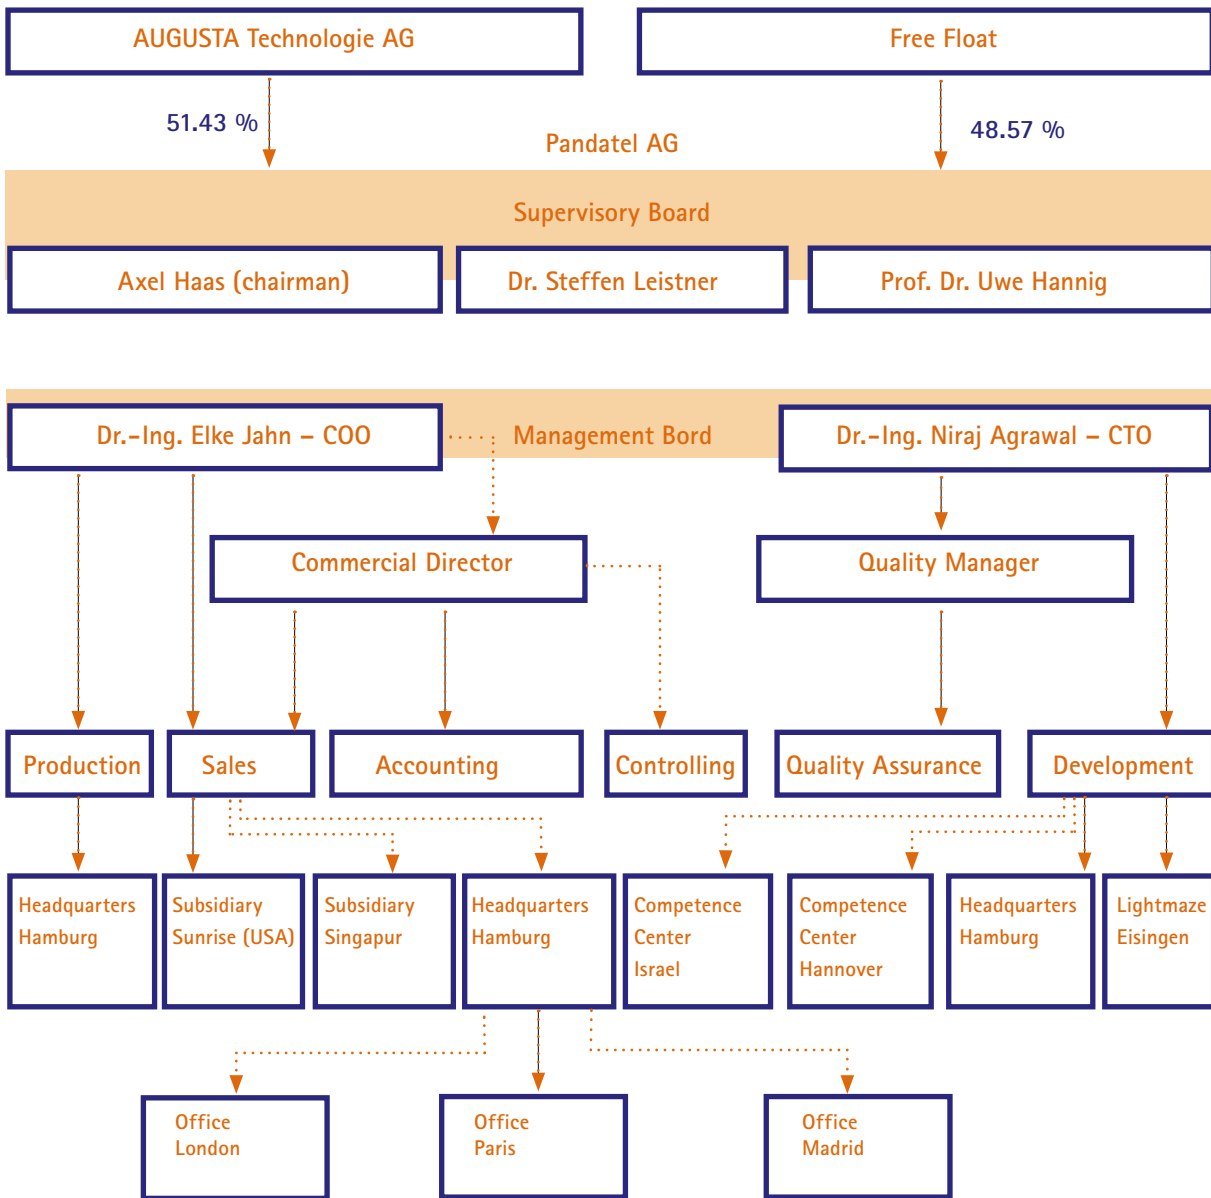 AUGUSTA Technologie AG
Free Float
51.43 %
48.57 %
Pandatel AG
Supervisory Board
Axel Haas (chairman)
Dr. Steffen Leistner
Prof. Dr. Uwe Hannig
Dr.-Ing. Elke Jahn – COO
Management Bord
Dr.-Ing. Niraj Agrawal – CTO
Commercial Director
Quality Manager
Production
Sales
Accounting
Controlling
Quality Assurance
Development
Headquarters
Hamburg
Subsidiary
Sunrise (USA)
Subsidiary
Singapur
Headquarters
Hamburg
Competence
Center
Israel
Competence
Center
Hannover
Headquarters
Hamburg
Lightmaze
Eisingen
Office
London
Office
Paris
Office
Madrid